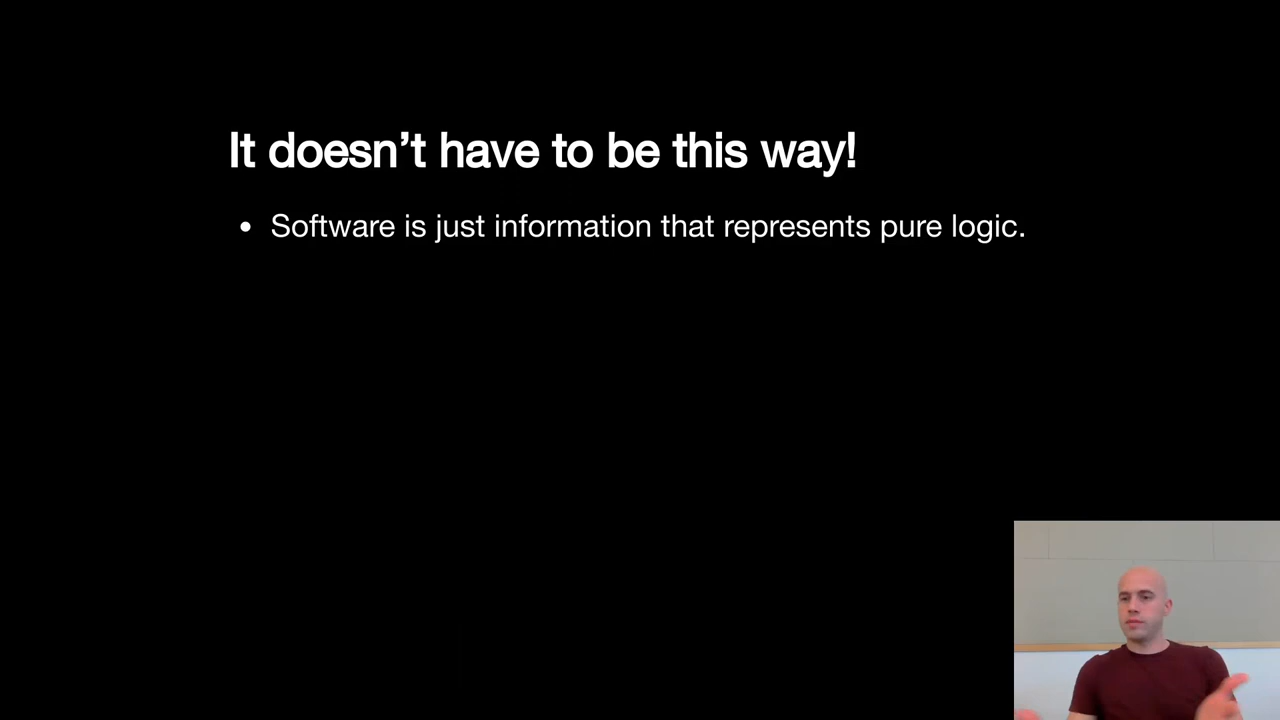 It doesn’t have to be this way!
• Software is just information that represents pure logic.